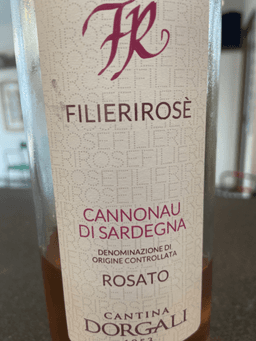 FR
FILIERIROSÈ
CANNONAU
DI SARDEGNA
DENOMINAZIONE DI
ORIGINE CONTROLLATA
ROSATO
CANTINA
DORGALI